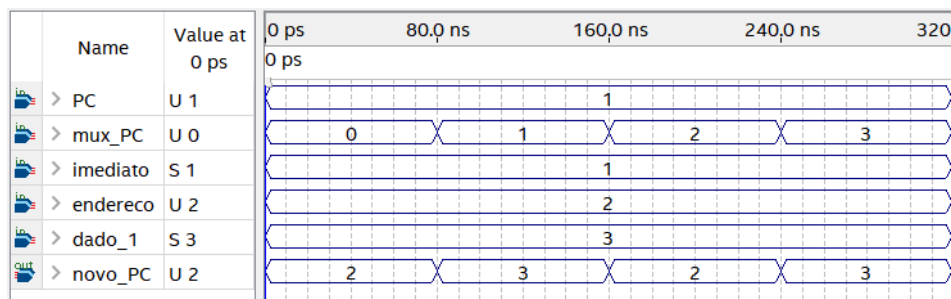 Name Value at 0 ps 0 ps 80,0 ns 160,0 ns 240,0 ns 320
0 ps
PC U 1 1
mux_PC U 0 0 1 2 3
imediato S 1 1
endereco U 2 2
dado_1 S 3 3
novo_PC U 2 2 3 2 3